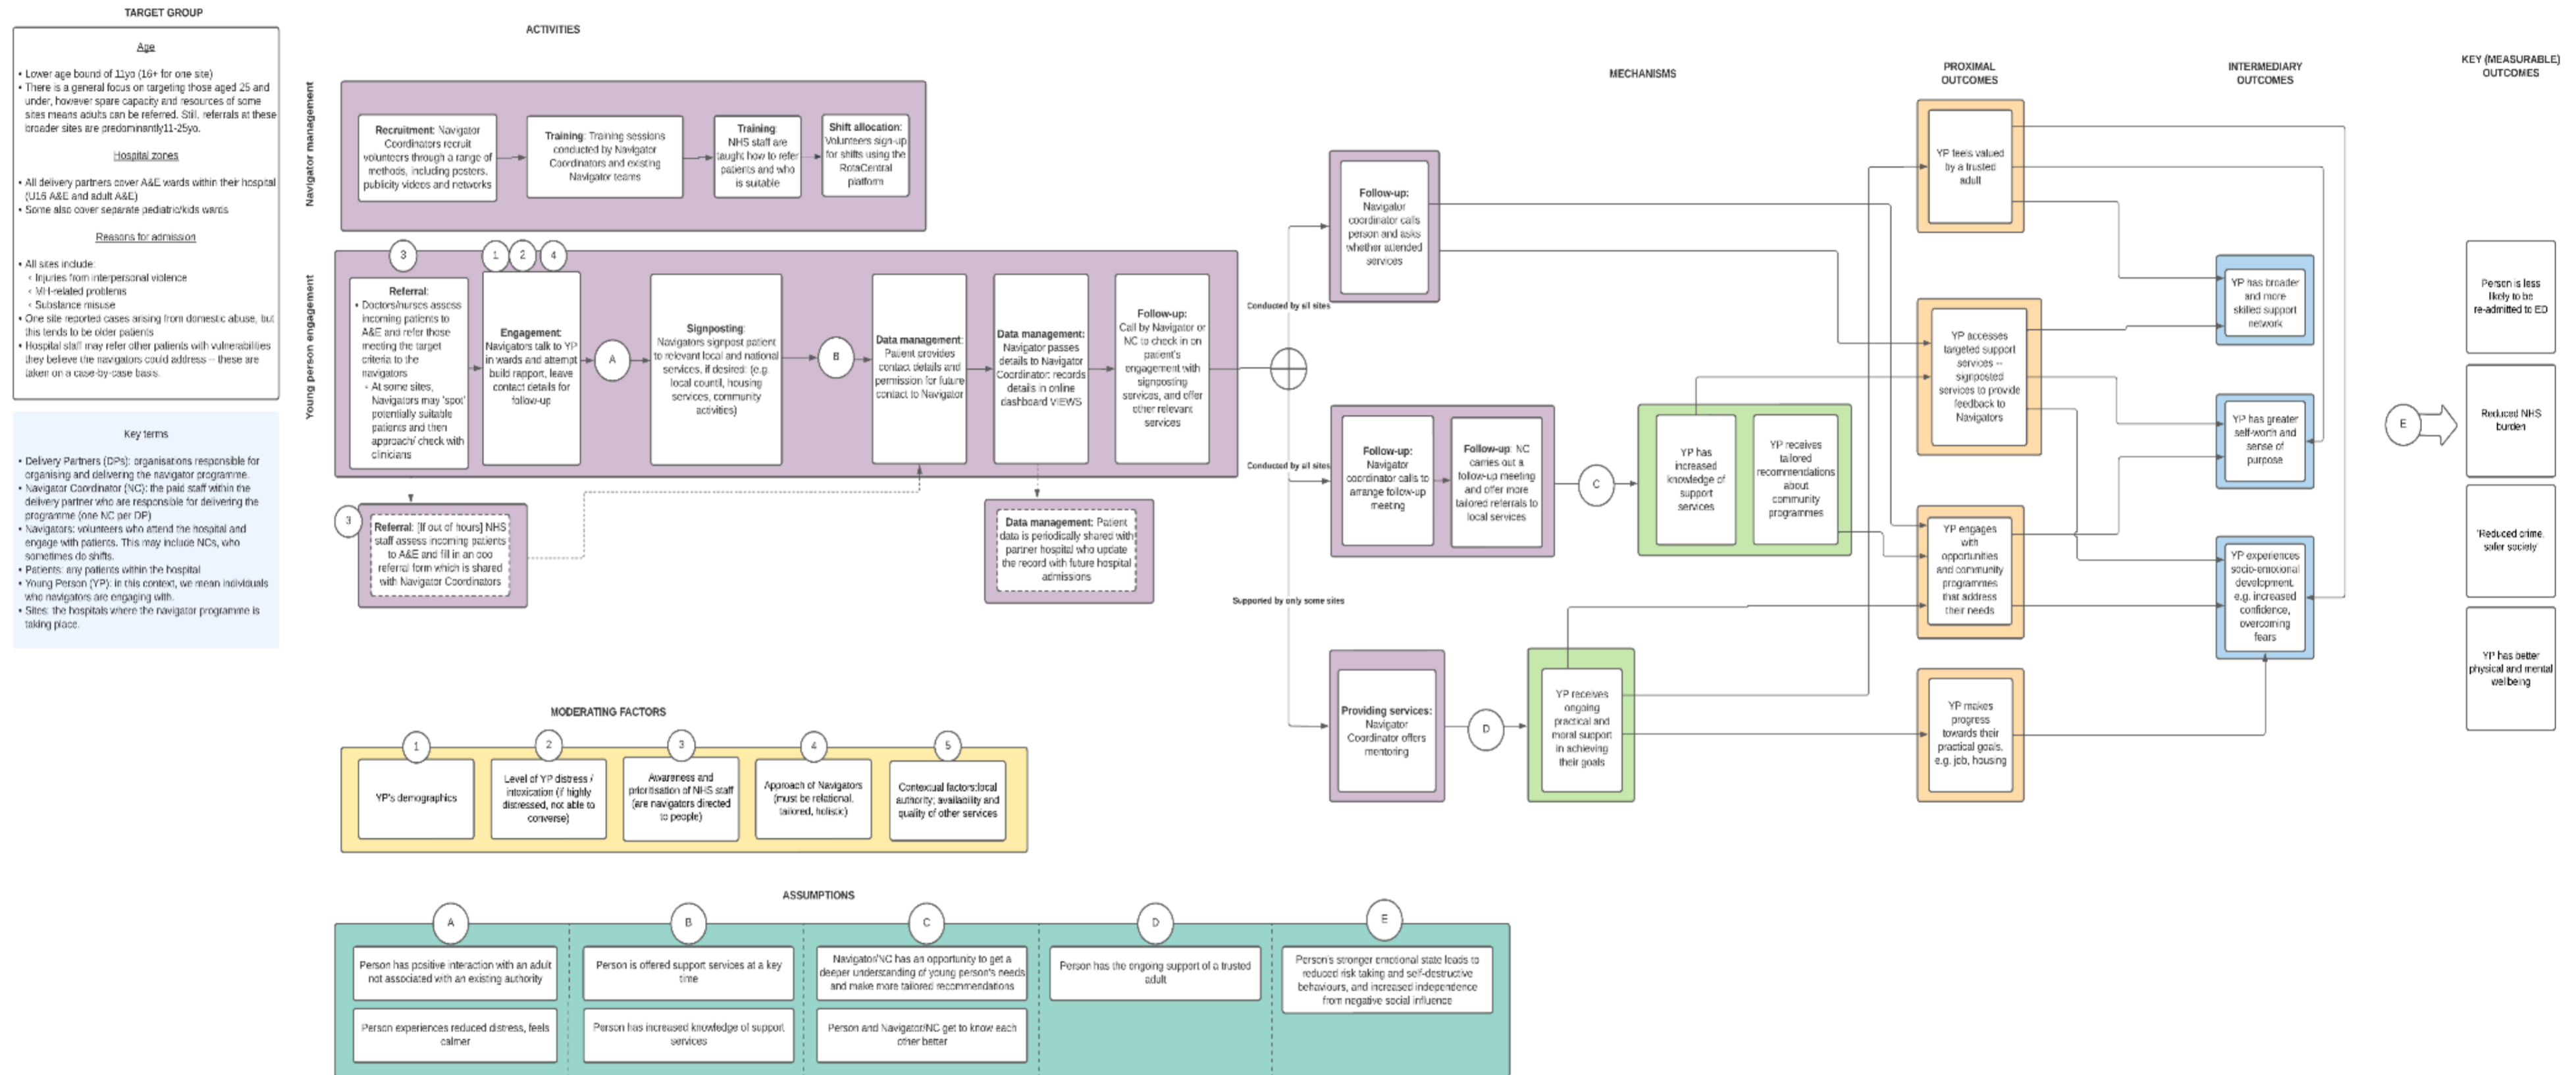 TARGET GROUP
Age
• Lower age bound of 11yo (16+ for one site)
• There is a general focus on targeting those aged 25 and
under, however spare capacity and resources of some
sites means adults can be referred. Still, referrals at these
broader sites are predominantly11-25yo.
Hospital zones
• All delivery partners cover A&E wards within their hospital
(U16 A&E and adult A&E)
• Some also cover separate pediatric/kids wards
Reasons for admission
• All sites include:
◦ Injuries from interpersonal violence
◦ MH-related problems
◦ Substance misuse
• One site reported cases arising from domestic abuse, but
this tends to be older patients
• Hospital staff may refer other patients with vulnerabilities
they believe the navigators could address -- these are
taken on a case-by-case basis.
Key terms
• Delivery Partners (DPs): organisations responsible for
organising and delivering the navigator programme.
• Navigator Coordinator (NC): the paid staff within the
delivery partner who are responsible for delivering the
programme (one NC per DP)
• Navigators: volunteers who attend the hospital and
engage with patients. This may include NCs, who
sometimes do shifts.
• Patients: any patients within the hospital
• Young Person (YP): in this context, we mean individuals
who navigators are engaging with.
• Sites: the hospitals where the navigator programme is
taking place.
ACTIVITIES
Navigator management
Recruitment: Navigator
Coordinators recruit
volunteers through a range of
methods, including posters,
publicity videos and networks
Training: Training sessions
conducted by Navigator
Coordinators and existing
Navigator teams
Training:
NHS staff are
taught how to refer
patients and who
is suitable
Shift allocation:
Volunteers sign-up
for shifts using the
RotaCentral
platform
Young person engagement
3
1
2
4
Referral:
• Doctors/nurses assess
incoming patients to
A&E and refer those
meeting the target
criteria to the
navigators
◦ At some sites,
Navigators may 'spot'
potentially suitable
patients and then
approach/ check with
clinicians
Engagement:
Navigators talk to YP
in wards and attempt
build rapport, leave
contact details for
follow-up
A
Signposting:
Navigators signpost patient
to relevant local and national
services, if desired: (e.g.
local countil, housing
services, community
activities)
B
Data management:
Patient provides
contact details and
permission for future
contact to Navigator
Data management:
Navigator passes
details to Navigator
Coordinator: records
details in online
dashboard VIEWS
Follow-up:
Call by Navigator or
NC to check in on
patient's
engagement with
signposting
services, and offer
other relevant
services
3
Referral: [If out of hours] NHS
staff assess incoming patients
to A&E and fill in an ooo
referral form which is shared
with Navigator Coordinators
Data management: Patient
data is periodically shared with
partner hospital who update
the record with future hospital
admissions
Conducted by all sites
Conducted by all sites
Supported by only some sites
Follow-up:
Navigator
coordinator calls
person and asks
whether attended
services
Follow-up:
Navigator
coordinator calls to
arrange follow-up
meeting
Follow-up: NC
carries out a
follow-up meeting
and offer more
tailored referrals to
local services
C
Providing services:
Navigator
Coordinator offers
mentoring
D
MECHANISMS
YP has
increased
knowledge of
support
services
YP receives
tailored
recommendations
about
community
programmes
YP receives
ongoing
practical and
moral support
in achieving
their goals
PROXIMAL
OUTCOMES
YP feels valued
by a trusted
adult
YP accesses
targeted support
services --
signposted
services to provide
feedback to
Navigators
YP engages
with
opportunities
and community
programmes
that address
their needs
YP makes
progress
towards their
practical goals,
e.g. job, housing
INTERMEDIARY
OUTCOMES
YP has broader
and more
skilled support
network
YP has greater
self-worth and
sense of
purpose
YP experiences
socio-emotional
development,
e.g. increased
confidence,
overcoming
fears
E
KEY (MEASURABLE)
OUTCOMES
Person is less
likely to be
re-admitted to ED
Reduced NHS
burden
'Reduced crime,
safer society'
YP has better
physical and mental
wellbeing
MODERATING FACTORS
1
YP's demographics
2
Level of YP distress /
intoxication (if highly
distressed, not able to
converse)
3
Awareness and
prioritisation of NHS staff
(are navigators directed
to people)
4
Approach of Navigators
(must be relational,
tailored, holistic)
5
Contextual factors:local
authority; availability and
quality of other services
ASSUMPTIONS
A
Person has positive interaction with an adult
not associated with an existing authority
Person experiences reduced distress, feels
calmer
B
Person is offered support services at a key
time
Person has increased knowledge of support
services
C
Navigator/NC has an opportunity to get a
deeper understanding of young person's needs
and make more tailored recommendations
Person and Navigator/NC get to know each
other better
D
Person has the ongoing support of a trusted
adult
E
Person's stronger emotional state leads to
reduced risk taking and self-destructive
behaviours, and increased independence
from negative social influence